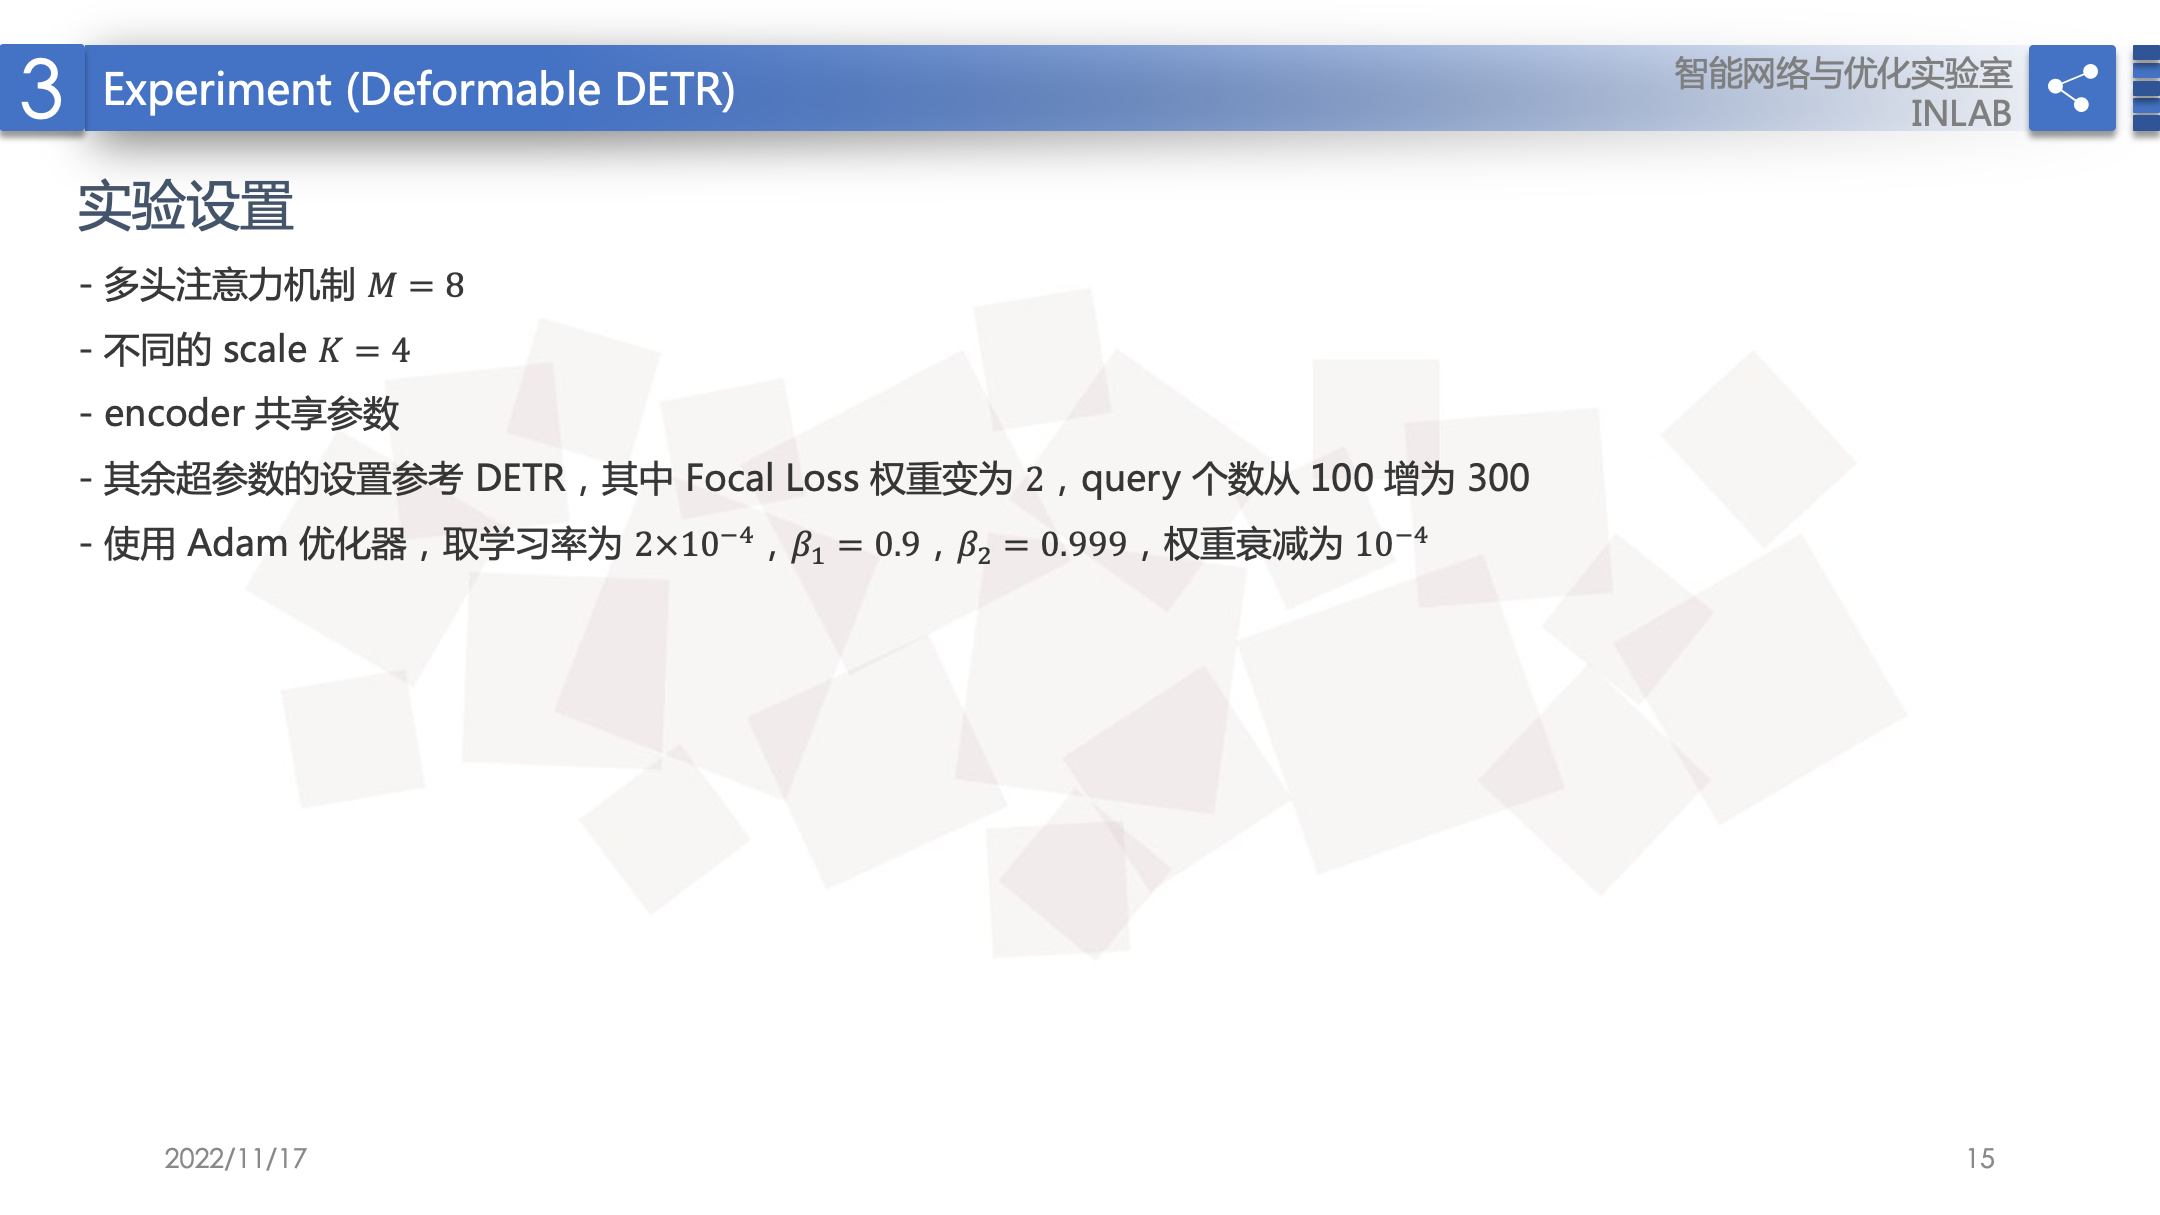 3
Experiment (Deformable DETR)
智能网络与优化实验室
INLAB
实验设置
- 多头注意力机制 M = 8
- 不同的 scale K = 4
- encoder 共享参数
- 其余超参数的设置参考 DETR，其中 Focal Loss 权重变为 2，query 个数从 100 增为 300
- 使用 Adam 优化器，取学习率为 2×10⁻⁴，β₁ = 0.9，β₂ = 0.999，权重衰减为 10⁻⁴
2022/11/17
15